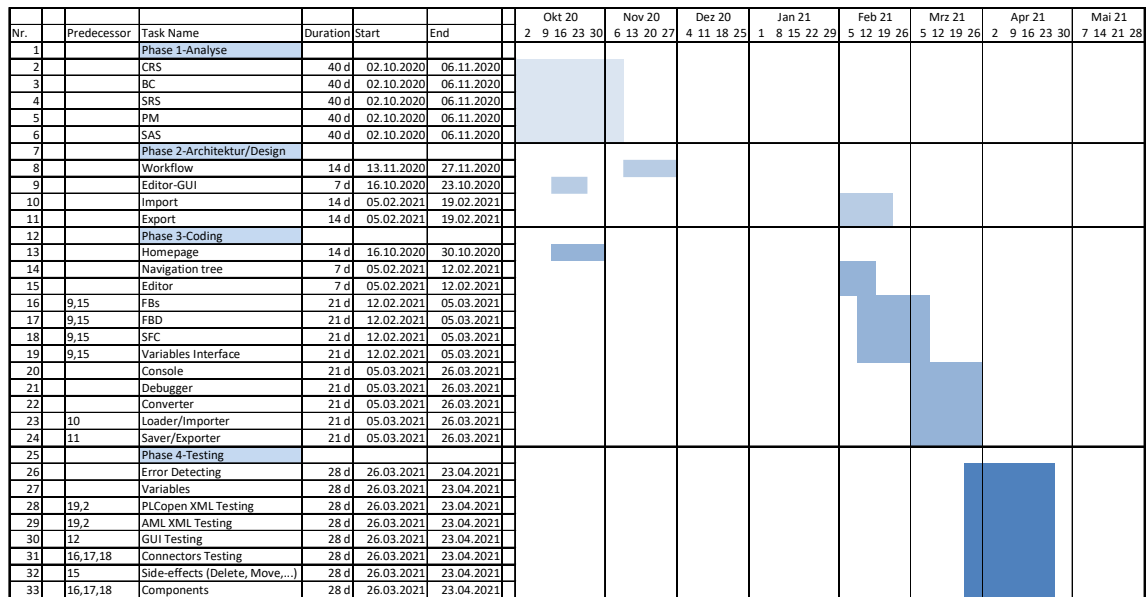 Okt 20 Nov 20 Dez 20 Jan 21 Feb 21 Mrz 21 Apr 21 Mai 21
Nr. Predecessor Task Name Duration Start End 2 9 16 23 30 6 13 20 27 4 11 18 25 1 8 15 22 29 5 12 19 26 5 12 19 26 2 9 16 23 30 7 14 21 28
1 Phase 1-Analyse
2 CRS 40 d 02.10.2020 06.11.2020
3 BC 40 d 02.10.2020 06.11.2020
4 SRS 40 d 02.10.2020 06.11.2020
5 PM 40 d 02.10.2020 06.11.2020
6 SAS 40 d 02.10.2020 06.11.2020
7 Phase 2-Architektur/Design
8 Workflow 14 d 13.11.2020 27.11.2020
9 Editor-GUI 7 d 16.10.2020 23.10.2020
10 Import 14 d 05.02.2021 19.02.2021
11 Export 14 d 05.02.2021 19.02.2021
12 Phase 3-Coding
13 Homepage 14 d 16.10.2020 30.10.2020
14 Navigation tree 7 d 05.02.2021 12.02.2021
15 Editor 7 d 05.02.2021 12.02.2021
16 9,15 FBs 21 d 12.02.2021 05.03.2021
17 9,15 FBD 21 d 12.02.2021 05.03.2021
18 9,15 SFC 21 d 12.02.2021 05.03.2021
19 9,15 Variables Interface 21 d 12.02.2021 05.03.2021
20 Console 21 d 05.03.2021 26.03.2021
21 Debugger 21 d 05.03.2021 26.03.2021
22 Converter 21 d 05.03.2021 26.03.2021
23 10 Loader/Importer 21 d 05.03.2021 26.03.2021
24 11 Saver/Exporter 21 d 05.03.2021 26.03.2021
25 Phase 4-Testing
26 Error Detecting 28 d 26.03.2021 23.04.2021
27 Variables 28 d 26.03.2021 23.04.2021
28 19,2 PLCopen XML Testing 28 d 26.03.2021 23.04.2021
29 19,2 AML XML Testing 28 d 26.03.2021 23.04.2021
30 12 GUI Testing 28 d 26.03.2021 23.04.2021
31 16,17,18 Connectors Testing 28 d 26.03.2021 23.04.2021
32 15 Side-effects (Delete, Move,...) 28 d 26.03.2021 23.04.2021
33 16,17,18 Components 28 d 26.03.2021 23.04.2021